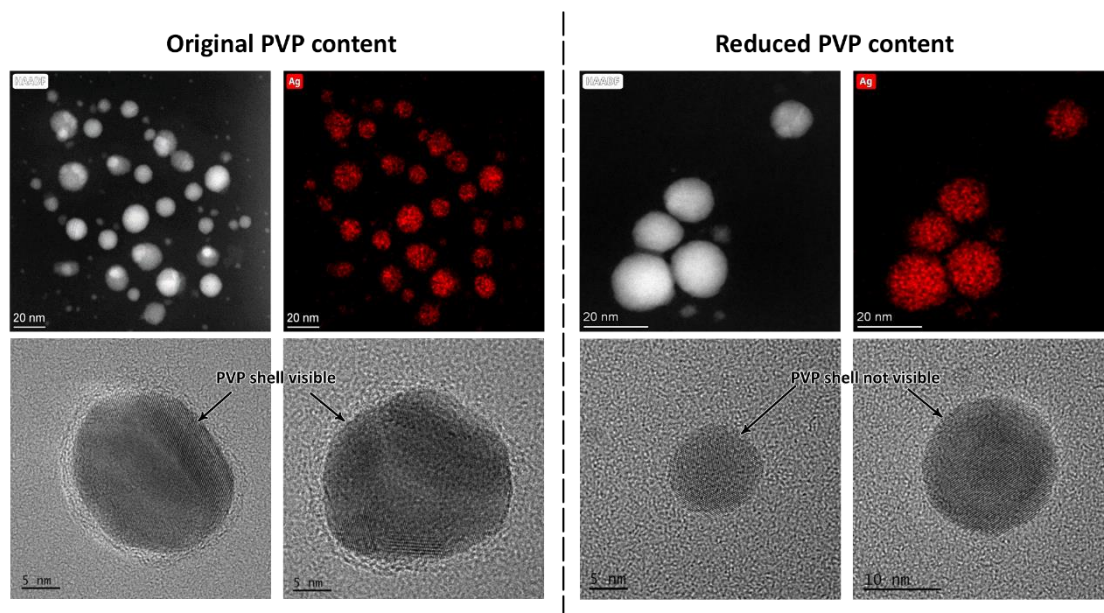 Original PVP content
Reduced PVP content
HAADF
Ag
HAADF
Ag
20 nm
20 nm
20 nm
20 nm
PVP shell visible
PVP shell not visible
5 nm
5 nm
5 nm
10 nm